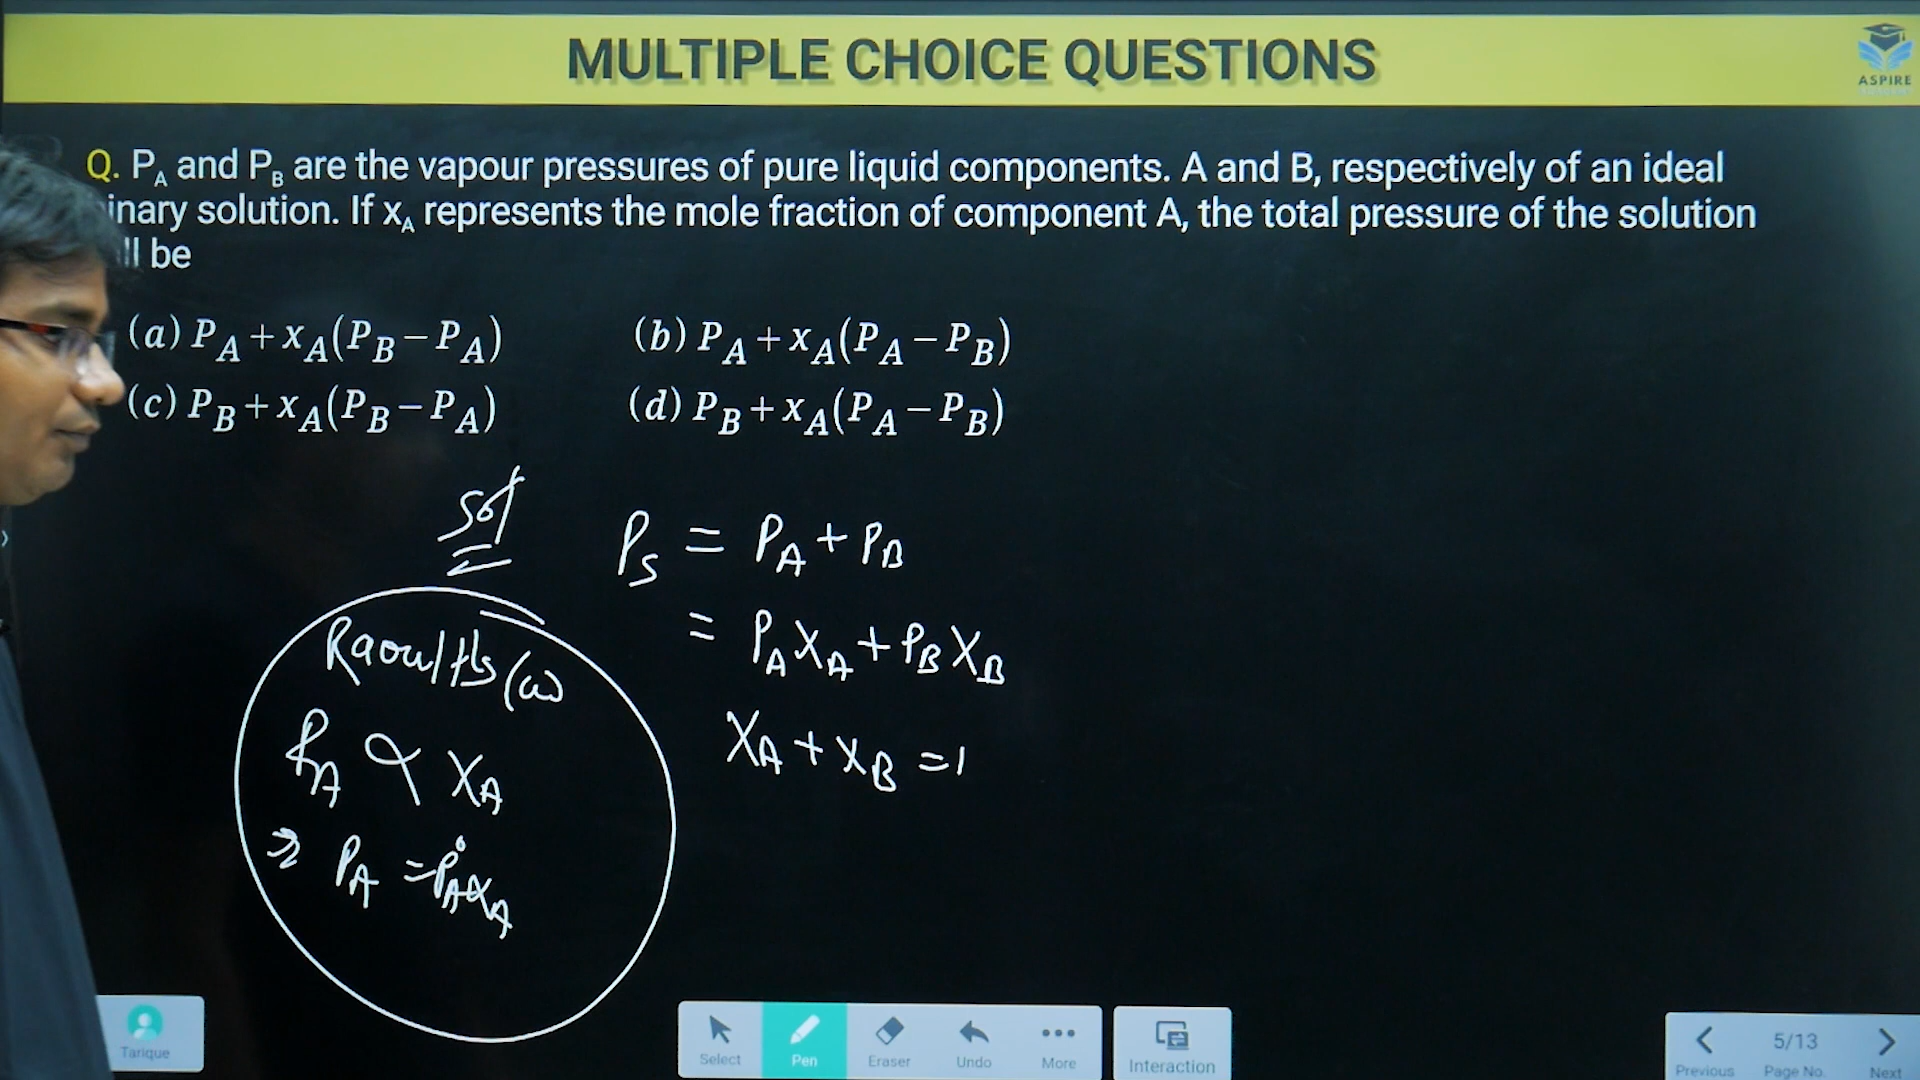 MULTIPLE CHOICE QUESTIONS
ASPIRE
Q. P_A and P_B are the vapour pressures of pure liquid components. A and B, respectively of an ideal
inary solution. If x_A represents the mole fraction of component A, the total pressure of the solution
ll be
(a) P_A+x_A(P_B−P_A) (b) P_A+x_A(P_A−P_B)
(c) P_B+x_A(P_B−P_A) (d) P_B+x_A(P_A−P_B)
Sol
P_S = P_A + P_B
= P_A X_A + P_B X_B
X_A + X_B = 1
Raoult's law
P_A ∝ X_A
⇒ P_A = P°_A X_A
Tarique
Select Pen Eraser Undo More
Interaction
5/13
Previous Page No. Next